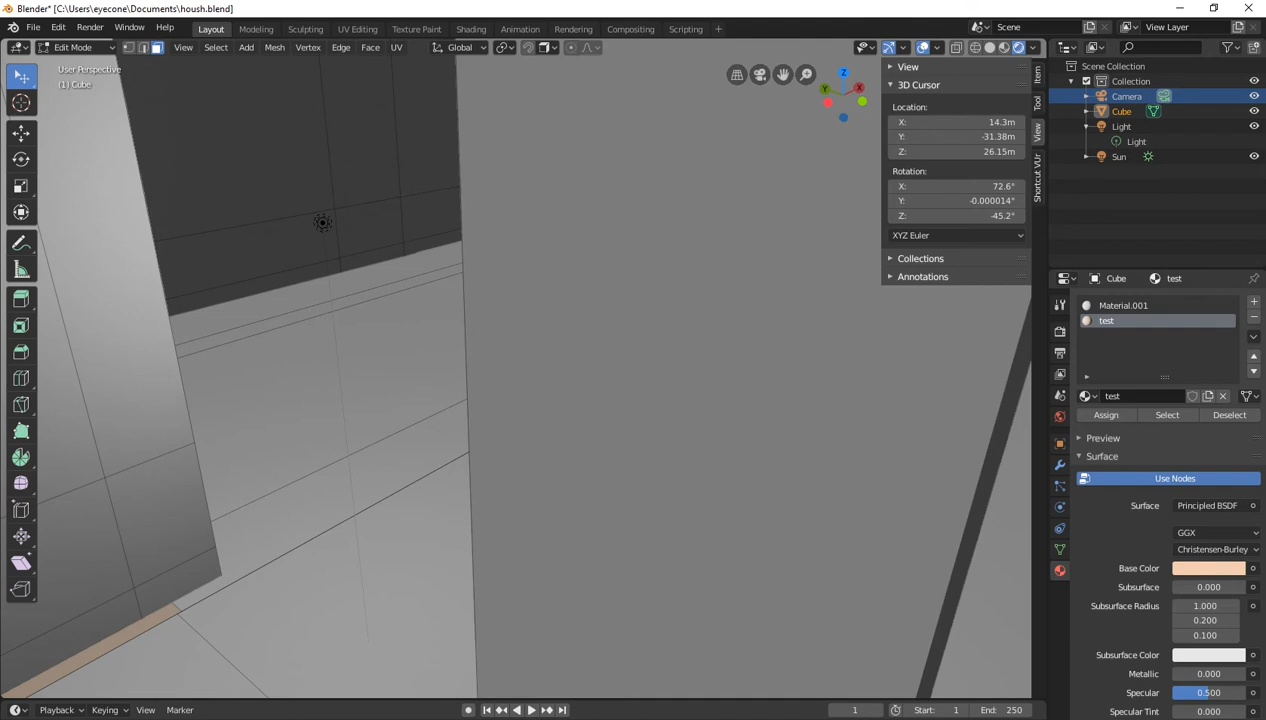 Blender* [C:\Users\eyecone\Documents\housh.blend]
File Edit Render Window Help Layout Modeling Sculpting UV Editing Texture Paint Shading Animation Rendering Compositing Scripting + Scene View Layer
Edit Mode View Select Add Mesh Vertex Edge Face UV Global
User Perspective
(1) Cube
View
3D Cursor
Location:
X: 14.3m
Y: -31.38m
Z: 26.15m
Rotation:
X: 72.6°
Y: -0.000014°
Z: -45.2°
XYZ Euler
Collections
Annotations
Item
Tool
View
Shortcut VUr
Z
Y
X
Scene Collection
Collection
Camera
Cube
Light
Light
Sun
Cube test
Material.001
test
test
Assign Select Deselect
Preview
Surface
Use Nodes
Surface Principled BSDF
GGX
Christensen-Burley
Base Color
Subsurface 0.000
Subsurface Radius 1.000
0.200
0.100
Subsurface Color
Metallic 0.000
Specular 0.500
Specular Tint 0.000
Playback Keying View Marker 1 Start: 1 End: 250